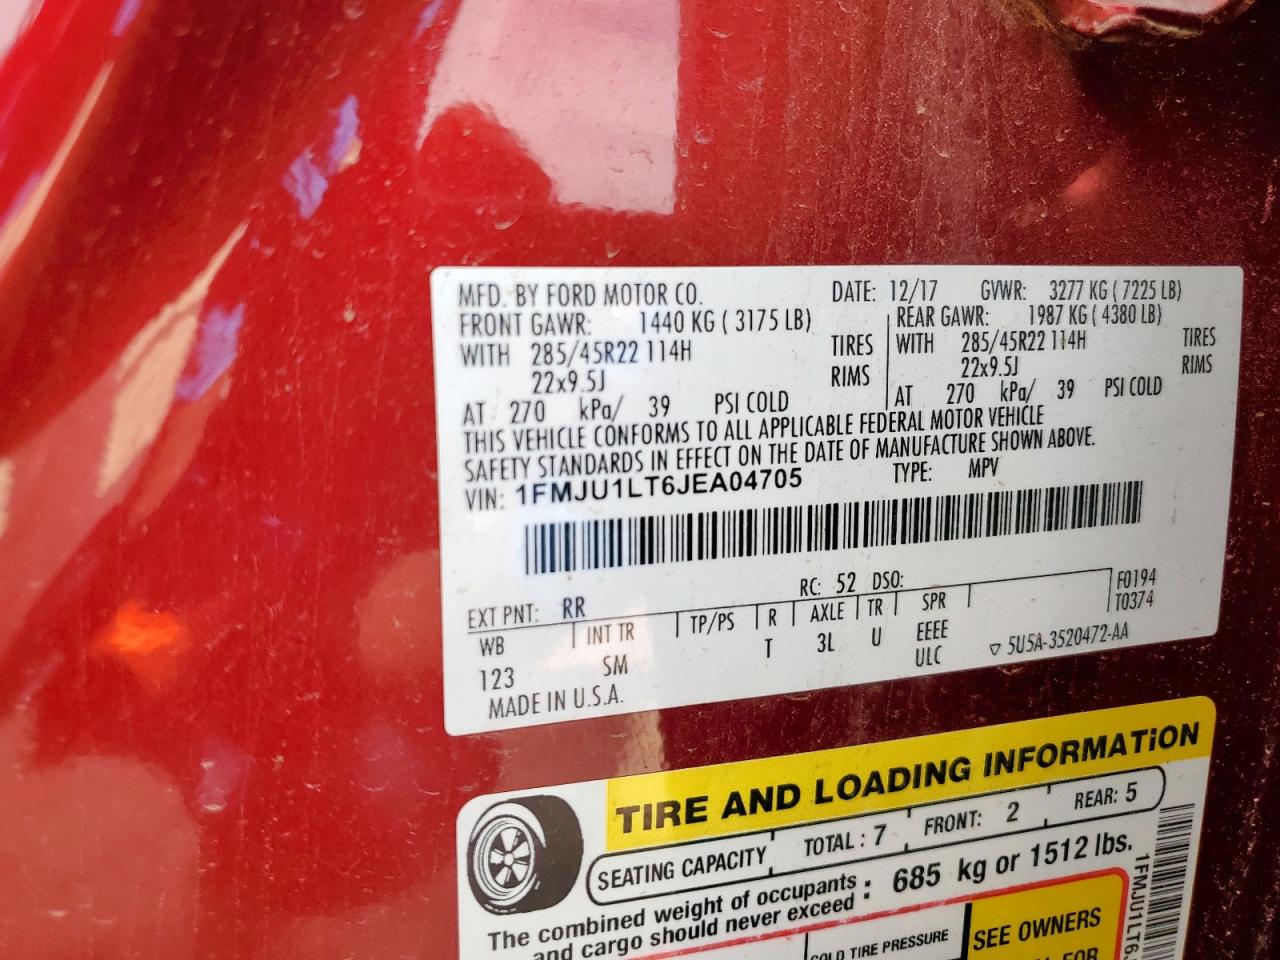 MFD. BY FORD MOTOR CO. DATE: 12/17 GVWR: 3277 KG ( 7225 LB)
FRONT GAWR: 1440 KG ( 3175 LB) REAR GAWR: 1987 KG ( 4380 LB)
WITH 285/45R22 114H TIRES WITH 285/45R22 114H TIRES
22x9.5J RIMS 22x9.5J RIMS
AT 270 kPa/ 39 PSI COLD AT 270 kPa/ 39 PSI COLD
THIS VEHICLE CONFORMS TO ALL APPLICABLE FEDERAL MOTOR VEHICLE
SAFETY STANDARDS IN EFFECT ON THE DATE OF MANUFACTURE SHOWN ABOVE.
VIN: 1FMJU1LT6JEA04705 TYPE: MPV
EXT PNT: RR RC: 52 DSO: F0194
WB INT TR TP/PS R AXLE TR SPR T0374
123 SM T 3L U EEEE
ULC ▽ 5U5A-3520472-AA
MADE IN U.S.A.
TIRE AND LOADING INFORMATiON
SEATING CAPACITY TOTAL : 7 FRONT: 2 REAR: 5
The combined weight of occupants
and cargo should never exceed : 685 kg or 1512 lbs.
COLD TIRE PRESSURE SEE OWNERS
FOR
1FMJU1LT6J